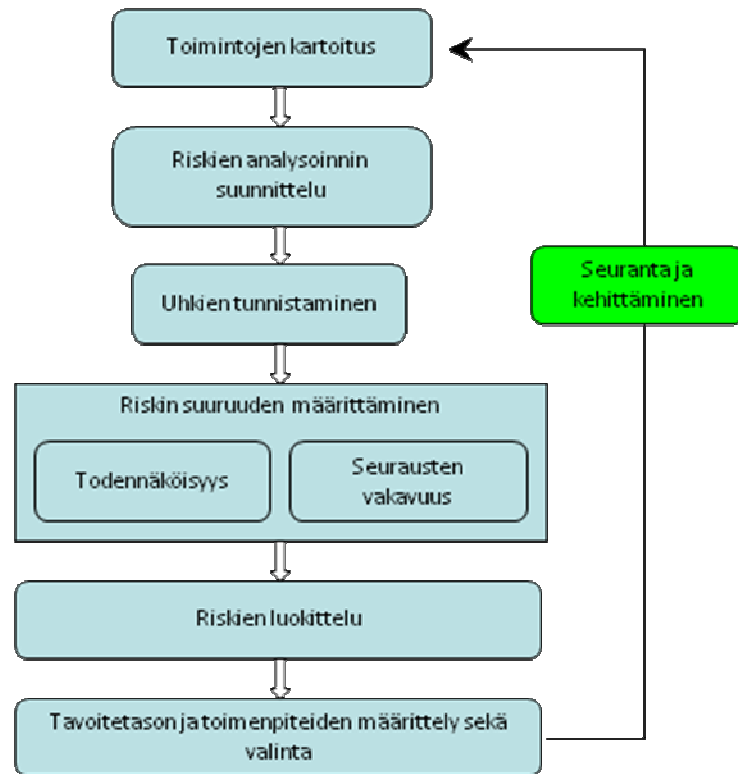 Toimintojen kartoitus
Riskien analysoinnin
suunnittelu
Uhkien tunnistaminen
Seuranta ja
kehittäminen
Riskin suuruuden määrittäminen
Todennäköisyys
Seurausten
vakavuus
Riskien luokittelu
Tavoitetason ja toimenpiteiden määrittely sekä
valinta